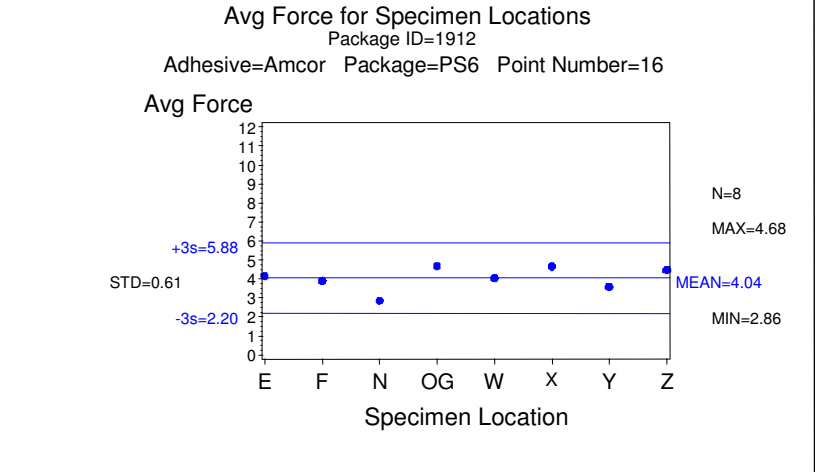 Avg Force for Specimen Locations
Package ID=1912
Adhesive=Amcor Package=PS6 Point Number=16
Avg Force
12
11
10
9
8
7
6
5
4
3
2
1
0
+3s=5.88
STD=0.61
-3s=2.20
N=8
MAX=4.68
MEAN=4.04
MIN=2.86
E F N OG W X Y Z
Specimen Location